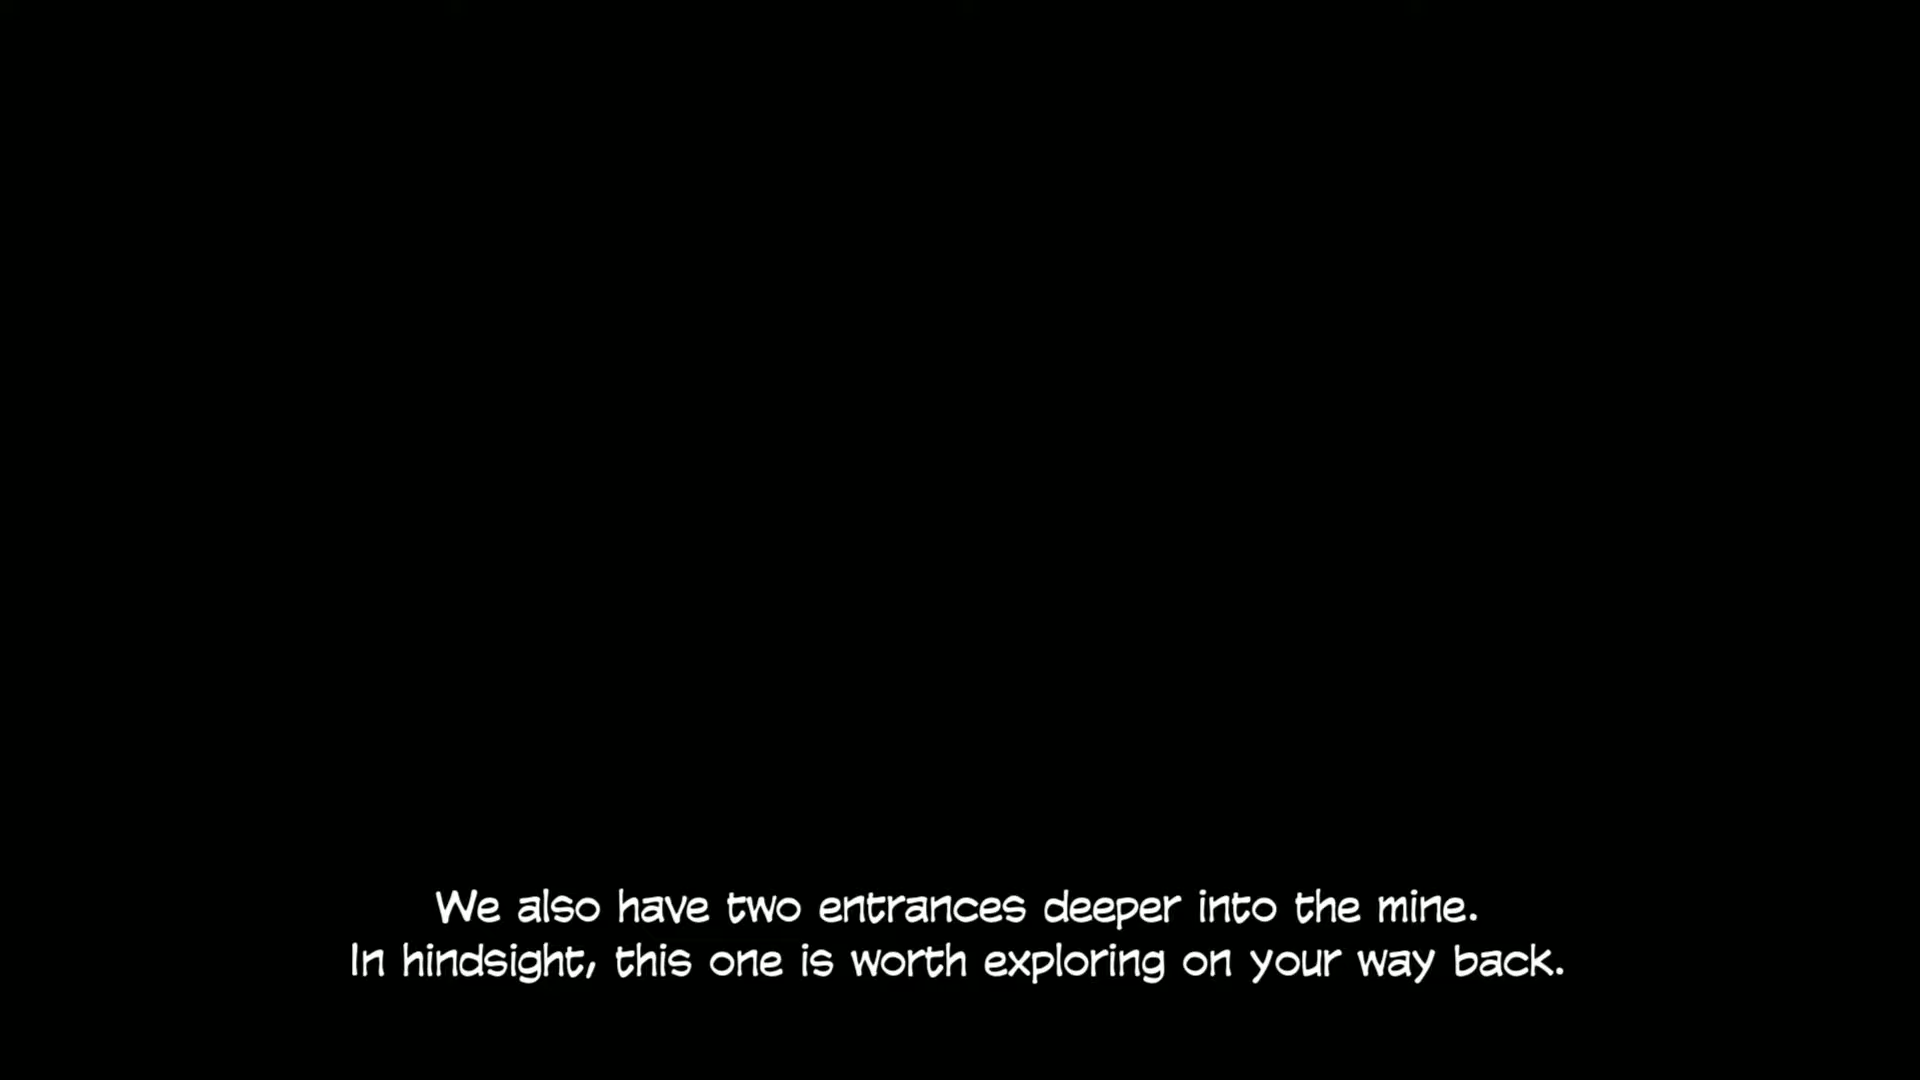 We also have two entrances deeper into the mine.
In hindsight, this one is worth exploring on your way back.